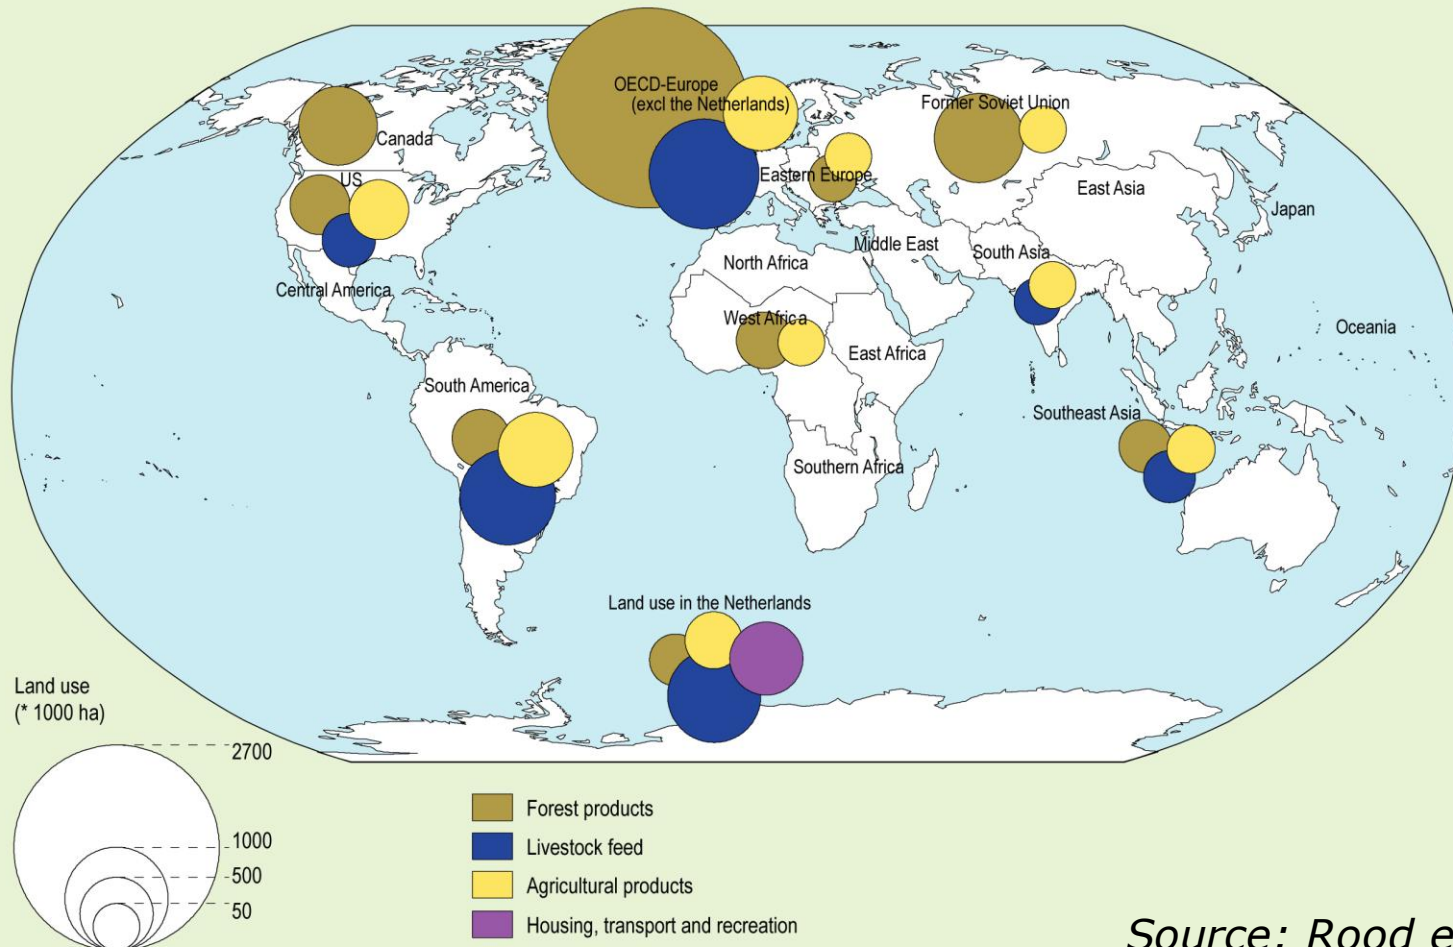 OECD-Europe
(excl the Netherlands)
Former Soviet Union
Canada
US
Eastern Europe
East Asia
Japan
Middle East
South Asia
North Africa
Central America
West Africa
Oceania
East Africa
South America
Southeast Asia
Southern Africa
Land use in the Netherlands
Land use
(* 1000 ha)
2700
1000
500
50
Forest products
Livestock feed
Agricultural products
Housing, transport and recreation
Source: Rood e